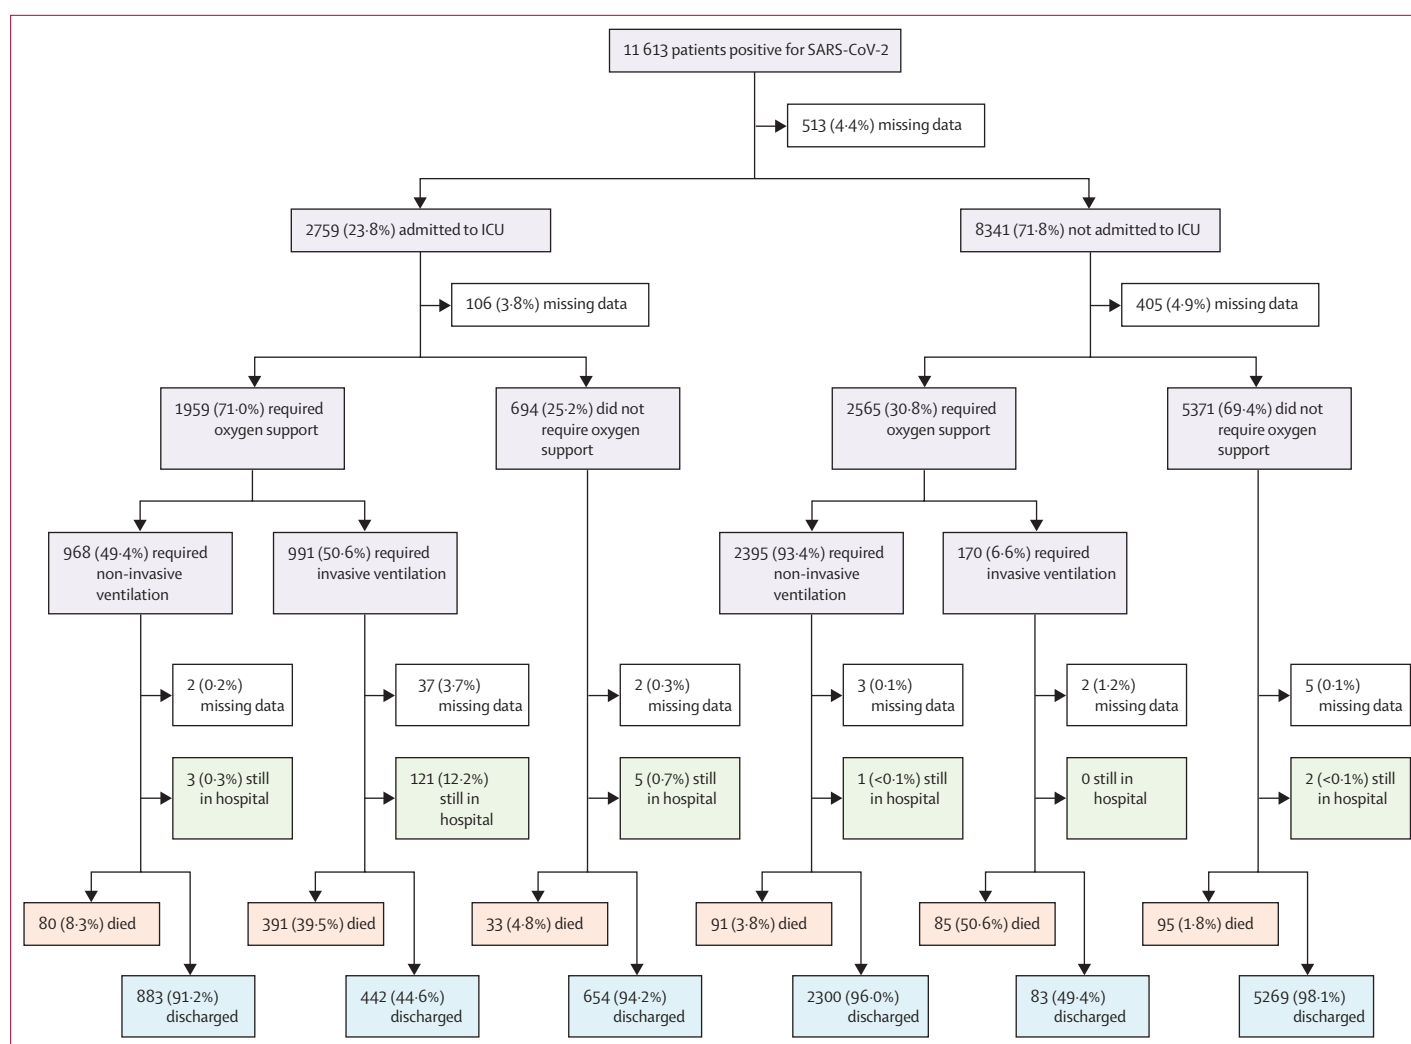 11 613 patients positive for SARS-CoV-2
513 (4·4%) missing data
2759 (23·8%) admitted to ICU
8341 (71·8%) not admitted to ICU
106 (3·8%) missing data
405 (4·9%) missing data
1959 (71·0%) required
oxygen support
694 (25·2%) did not
require oxygen
support
2565 (30·8%) required
oxygen support
5371 (69·4%) did not
require oxygen
support
968 (49·4%) required
non-invasive
ventilation
991 (50·6%) required
invasive ventilation
2395 (93·4%) required
non-invasive
ventilation
170 (6·6%) required
invasive ventilation
2 (0·2%)
missing data
37 (3·7%)
missing data
2 (0·3%)
missing data
3 (0·1%)
missing data
2 (1·2%)
missing data
5 (0·1%)
missing data
3 (0·3%) still
in hospital
121 (12·2%)
still in
hospital
5 (0·7%) still
in hospital
1 (<0·1%) still
in hospital
0 still in
hospital
2 (<0·1%) still
in hospital
80 (8·3%) died
391 (39·5%) died
33 (4·8%) died
91 (3·8%) died
85 (50·6%) died
95 (1·8%) died
883 (91·2%)
discharged
442 (44·6%)
discharged
654 (94·2%)
discharged
2300 (96·0%)
discharged
83 (49·4%)
discharged
5269 (98·1%)
discharged